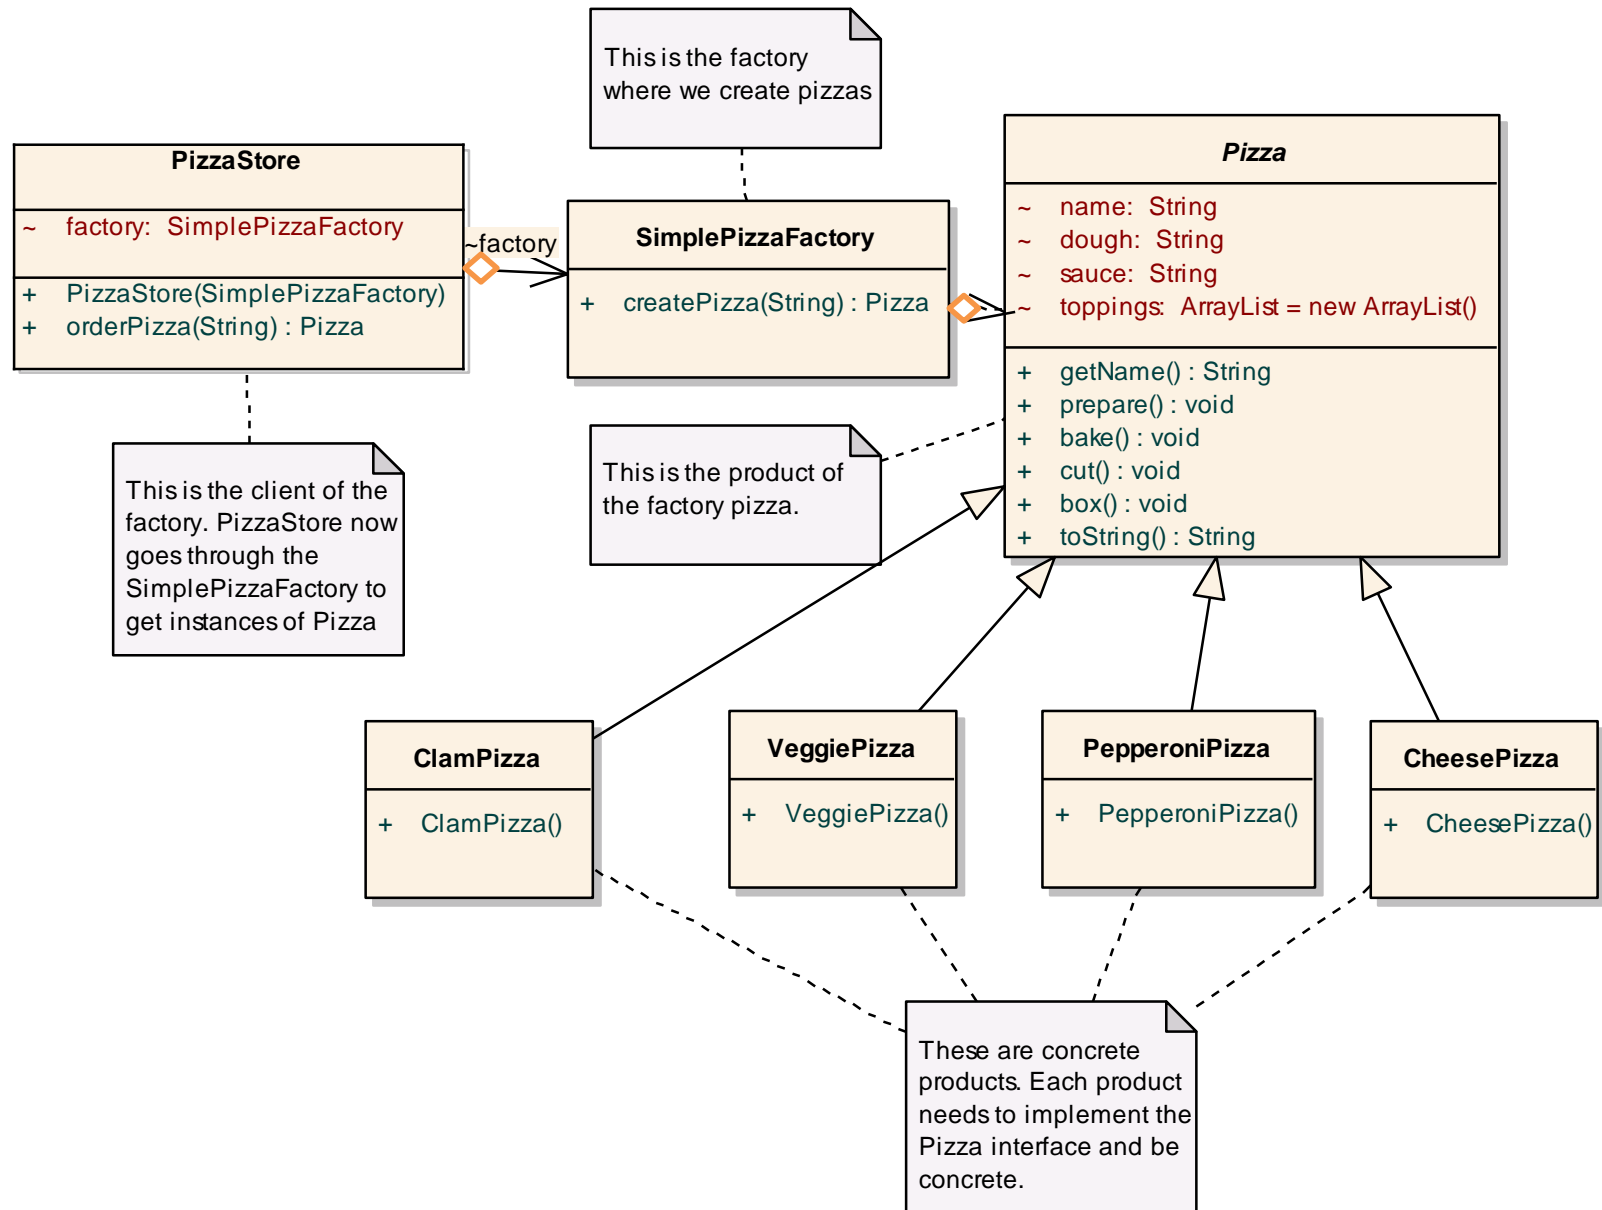 This is the factory
where we create pizzas
PizzaStore
~ factory: SimplePizzaFactory
+ PizzaStore(SimplePizzaFactory)
+ orderPizza(String) : Pizza
~factory
SimplePizzaFactory
+ createPizza(String) : Pizza
Pizza
~ name: String
~ dough: String
~ sauce: String
~ toppings: ArrayList = new ArrayList()
+ getName() : String
+ prepare() : void
+ bake() : void
+ cut() : void
+ box() : void
+ toString() : String
This is the client of the
factory. PizzaStore now
goes through the
SimplePizzaFactory to
get instances of Pizza
This is the product of
the factory pizza.
ClamPizza
+ ClamPizza()
VeggiePizza
+ VeggiePizza()
PepperoniPizza
+ PepperoniPizza()
CheesePizza
+ CheesePizza()
These are concrete
products. Each product
needs to implement the
Pizza interface and be
concrete.